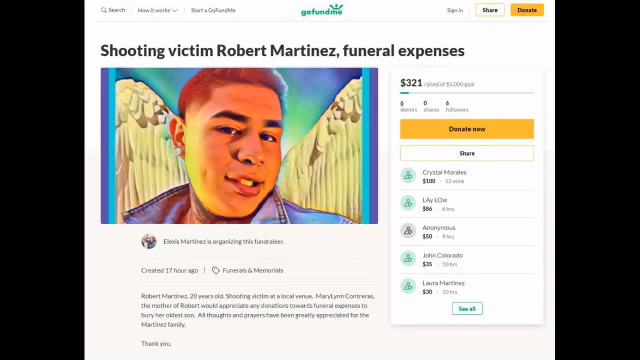 Search How it works Start a GoFundMe gofundme Sign in Share Donate
Shooting victim Robert Martinez, funeral expenses
$321 raised of $5,000 goal
6 0 6
donors shares followers
Donate now
Share
Crystal Morales
$100 · 55 mins
LAy LOw
$86 · 6 hrs
Anonymous
$50 · 9 hrs
John Colorado
$35 · 10 hrs
Laura Martinez
$30 · 10 hrs
See all
Elexis Martinez is organizing this fundraiser.
Created 17 hour ago | Funerals & Memorials
Robert Martinez, 20 years old. Shooting victim at a local venue. MaryLynn Contreras,
the mother of Robert would appreciate any donations towards funeral expenses to
bury her oldest son. All thoughts and prayers have been greatly appreciated for the
Martinez family.
Thank you,